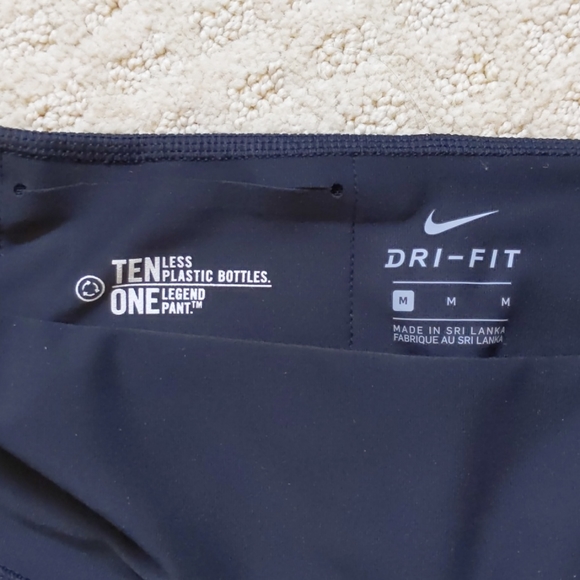 TEN LESS PLASTIC BOTTLES.
ONE LEGEND PANT.™
DRI-FIT
M M M
MADE IN SRI LANKA
FABRIQUE AU SRI LANKA